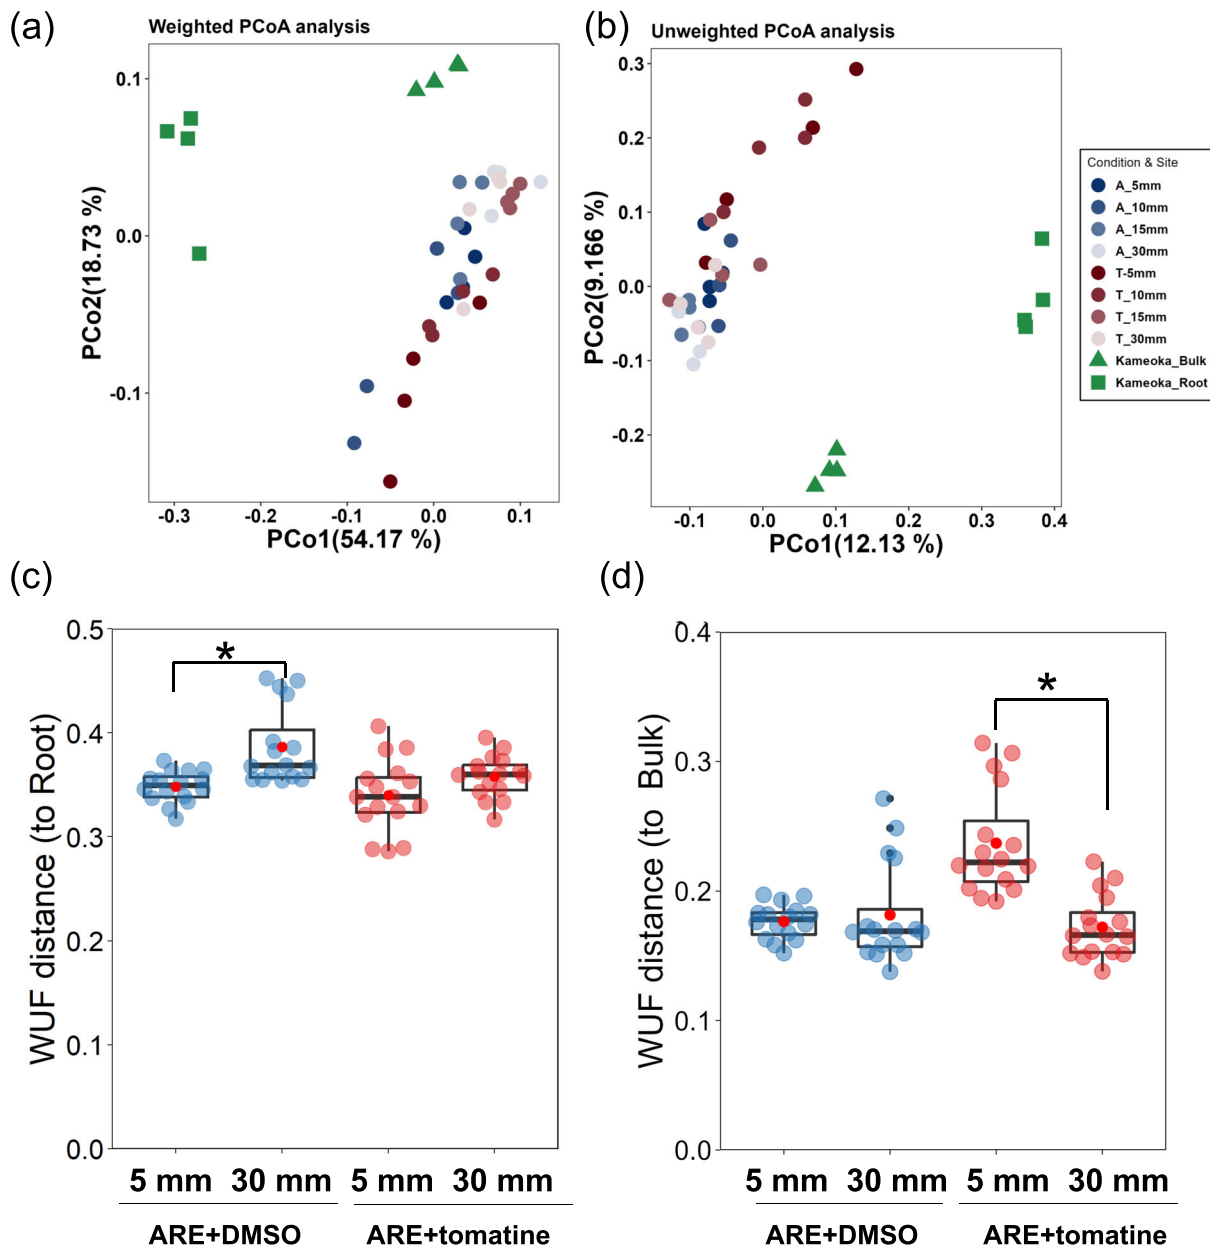 (a)
Weighted PCoA analysis
PCo2(18.73 %)
0.1
0.0
-0.1
-0.3
-0.2
-0.1
0.0
0.1
PCo1(54.17 %)
(b)
Unweighted PCoA analysis
PCo2(9.166 %)
0.3
0.2
0.1
0.0
-0.1
-0.2
-0.1
0.0
0.1
0.2
0.3
0.4
PCo1(12.13 %)
Condition & Site
A_5mm
A_10mm
A_15mm
A_30mm
T-5mm
T_10mm
T_15mm
T_30mm
Kameoka_Bulk
Kameoka_Root
(c)
WUF distance (to Root)
0.5
0.4
0.3
0.2
0.1
0.0
*
5 mm 30 mm 5 mm 30 mm
ARE+DMSO ARE+tomatine
(d)
WUF distance (to Bulk)
0.4
0.3
0.2
0.1
0.0
*
5 mm 30 mm 5 mm 30 mm
ARE+DMSO ARE+tomatine